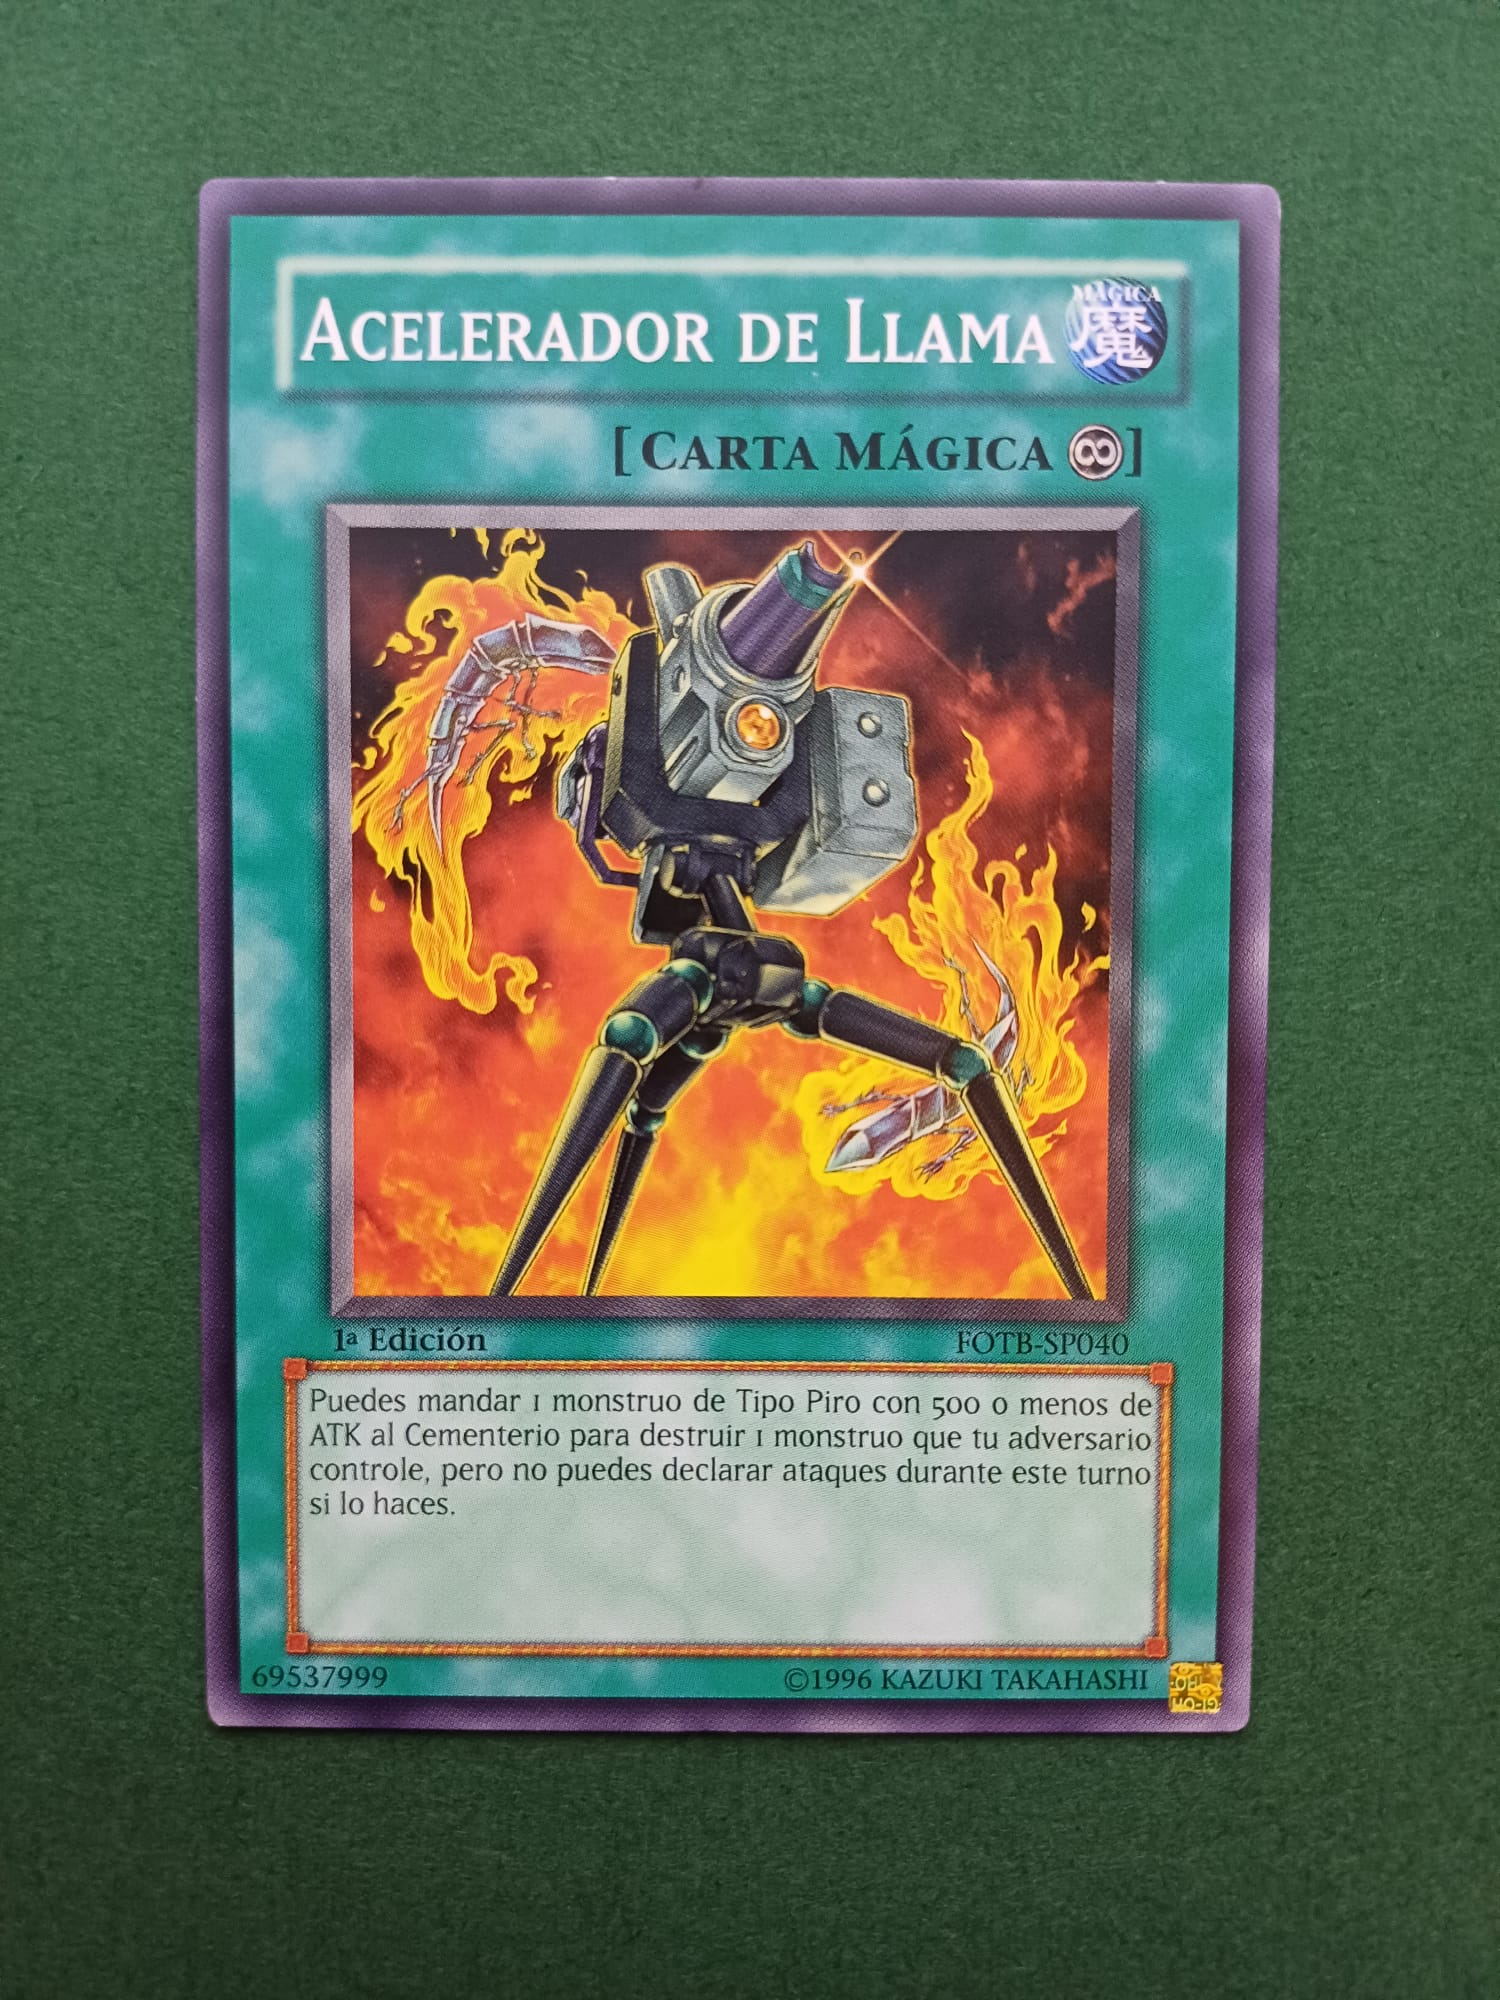 ACELERADOR DE LLAMA
MÁGICA
魔
[CARTA MÁGICA]
1ª Edición
FOTB-SP040
Puedes mandar 1 monstruo de Tipo Piro con 500 o menos de
ATK al Cementerio para destruir 1 monstruo que tu adversario
controle, pero no puedes declarar ataques durante este turno
si lo haces.
69537999
©1996 KAZUKI TAKAHASHI